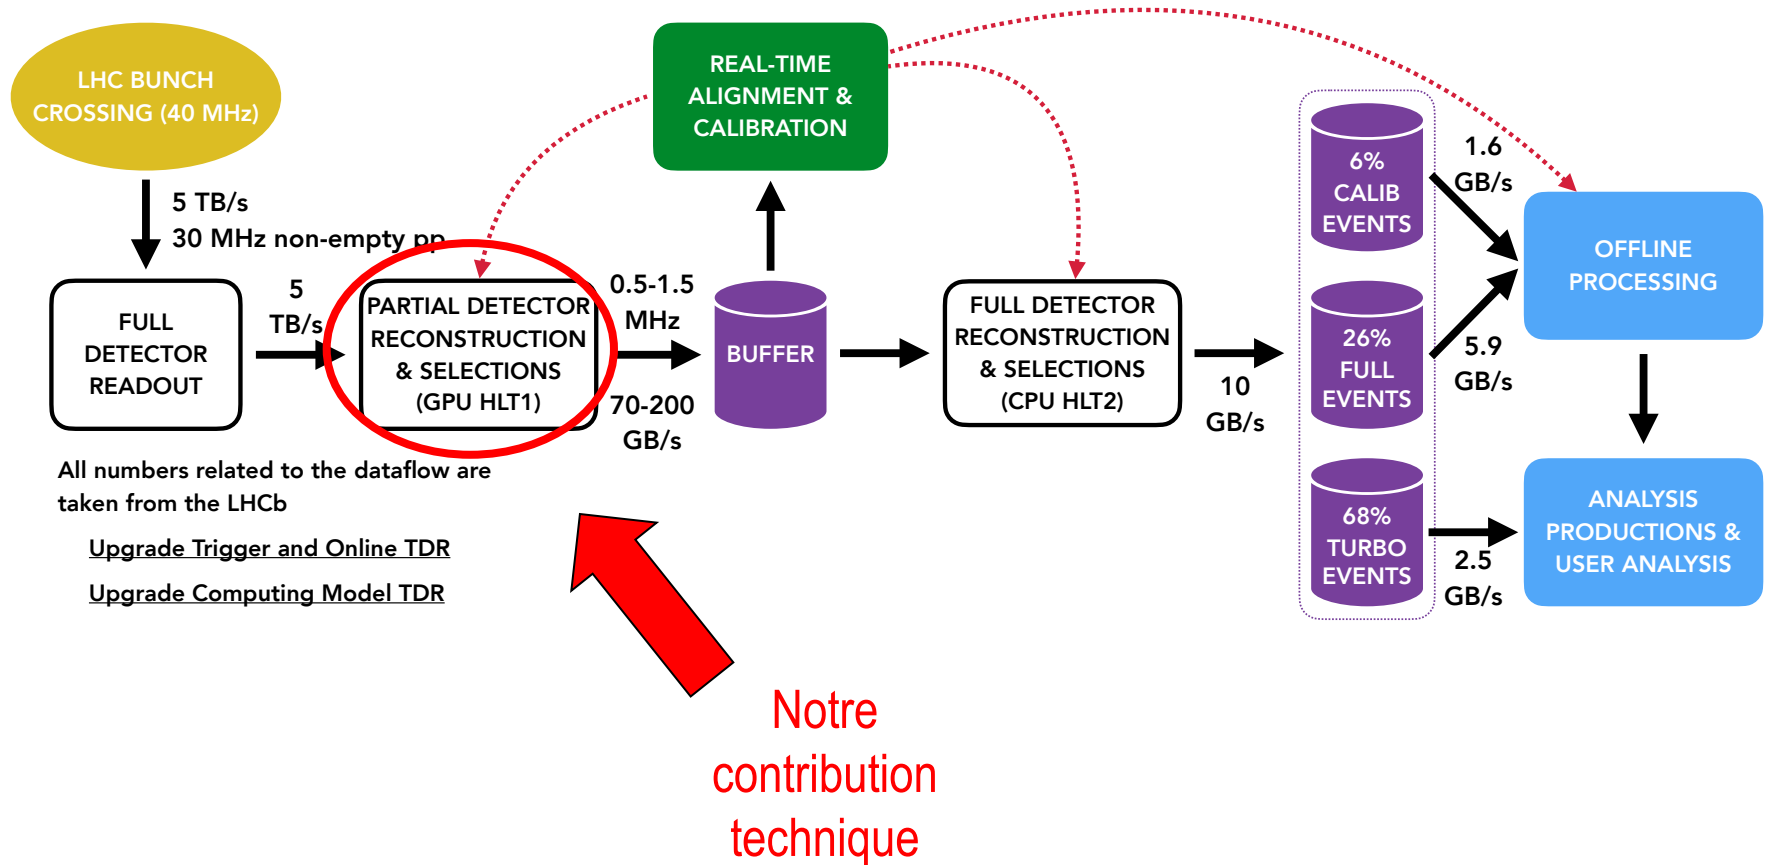 LHC BUNCH
CROSSING (40 MHz)
5 TB/s
30 MHz non-empty pp
FULL
DETECTOR
READOUT
5
TB/s
PARTIAL DETECTOR
RECONSTRUCTION
& SELECTIONS
(GPU HLT1)
0.5-1.5
MHz
70-200
GB/s
REAL-TIME
ALIGNMENT &
CALIBRATION
BUFFER
FULL DETECTOR
RECONSTRUCTION
& SELECTIONS
(CPU HLT2)
10
GB/s
6%
CALIB
EVENTS
1.6
GB/s
26%
FULL
EVENTS
5.9
GB/s
68%
TURBO
EVENTS
2.5
GB/s
OFFLINE
PROCESSING
ANALYSIS
PRODUCTIONS &
USER ANALYSIS
All numbers related to the dataflow are
taken from the LHCb
Upgrade Trigger and Online TDR
Upgrade Computing Model TDR
Notre
contribution
technique